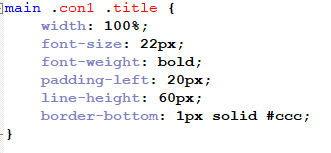 main .con1 .title {
    width: 100%;
    font-size: 22px;
    font-weight: bold;
    padding-left: 20px;
    line-height: 60px;
    border-bottom: 1px solid #ccc;
}